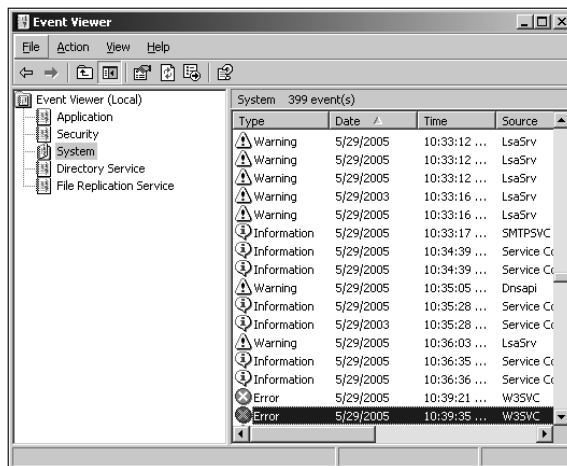 Event Viewer
File Action View Help
Event Viewer (Local)
Application
Security
System
Directory Service
File Replication Service
System 399 event(s)
Type Date Time Source
Warning 5/29/2005 10:33:12 ... LsaSrv
Warning 5/29/2005 10:33:12 ... LsaSrv
Warning 5/29/2005 10:33:12 ... LsaSrv
Warning 5/29/2003 10:33:16 ... LsaSrv
Warning 5/29/2005 10:33:16 ... LsaSrv
Information 5/29/2005 10:33:17 ... SMTPSVC
Information 5/29/2005 10:34:39 ... Service Co
Information 5/29/2005 10:34:39 ... Service Co
Warning 5/29/2005 10:35:05 ... Dnsapi
Information 5/29/2005 10:35:28 ... Service Co
Information 5/29/2003 10:35:28 ... Service Co
Warning 5/29/2005 10:36:03 ... LsaSrv
Information 5/29/2005 10:36:35 ... Service Co
Information 5/29/2005 10:36:36 ... Service Co
Error 5/29/2005 10:39:21 ... W3SVC
Error 5/29/2005 10:39:35 ... W3SVC